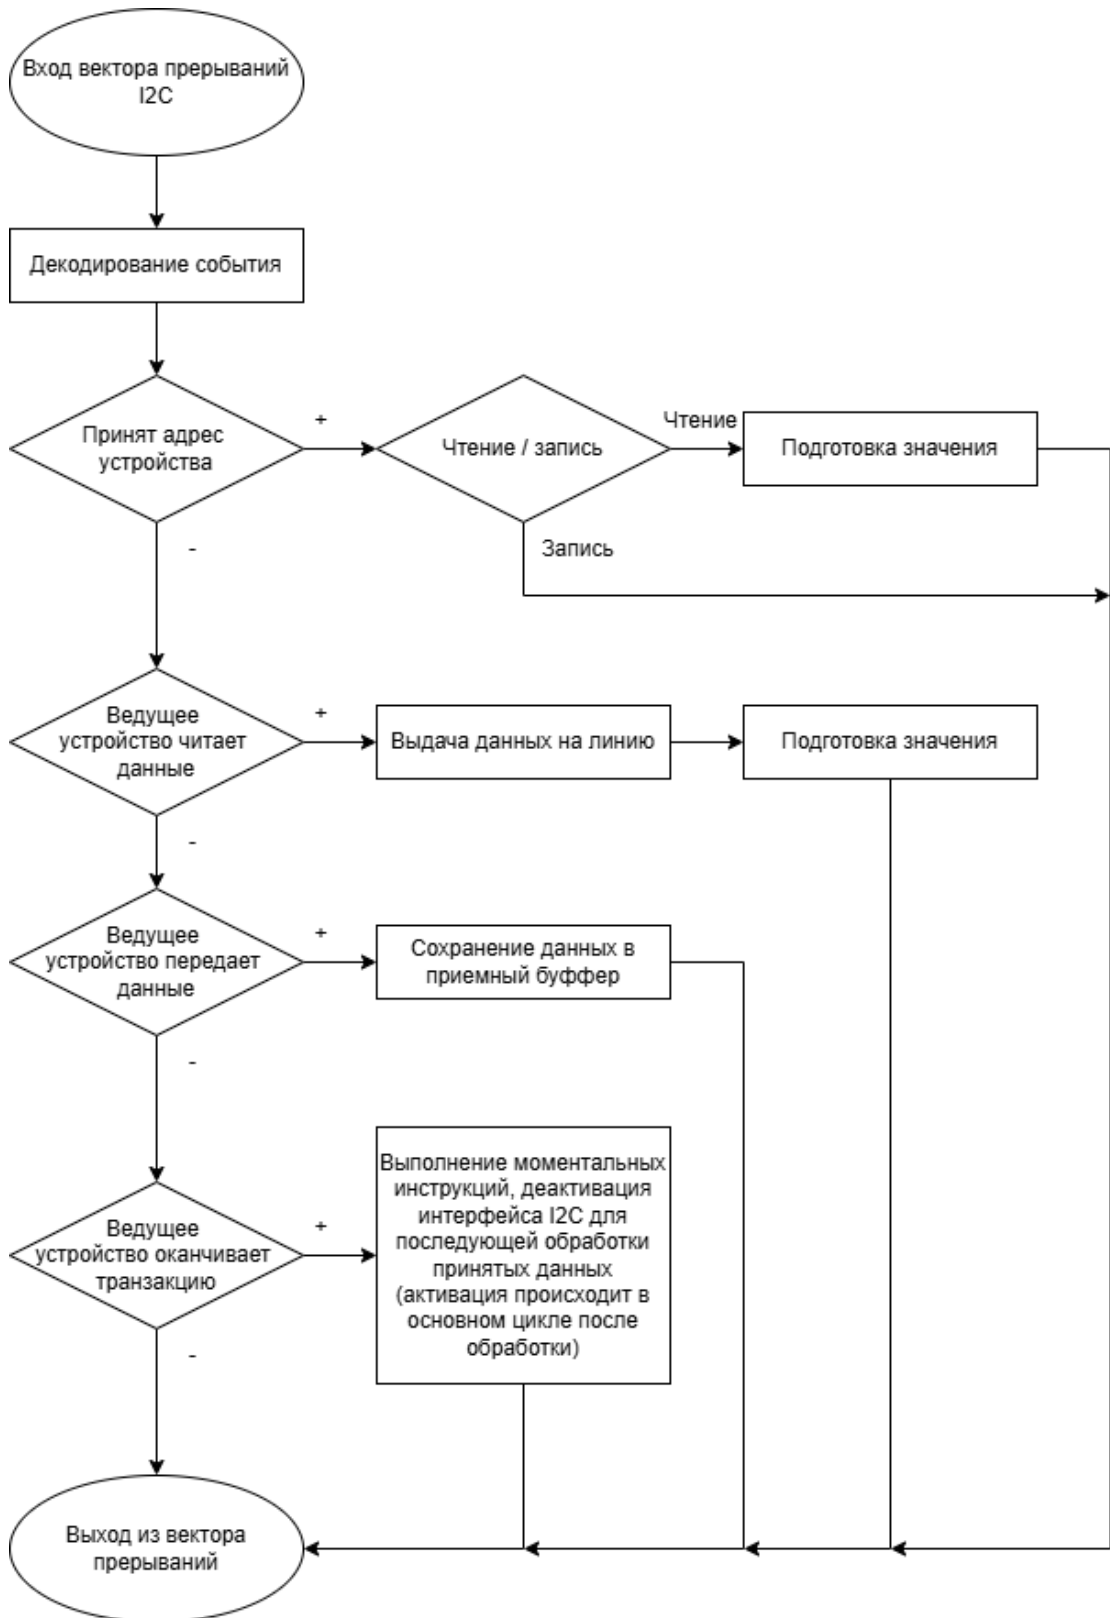 Вход вектора прерываний
I2C
Декодирование события
Принят адрес
устройства
+
-
Чтение / запись
Чтение
Запись
Подготовка значения
Ведущее
устройство читает
данные
+
-
Выдача данных на линию
Подготовка значения
Ведущее
устройство передает
данные
+
-
Сохранение данных в
приемный буффер
Ведущее
устройство оканчивает
транзакцию
+
-
Выполнение моментальных
инструкций, деактивация
интерфейса I2C для
последующей обработки
принятых данных
(активация происходит в
основном цикле после
обработки)
Выход из вектора
прерываний